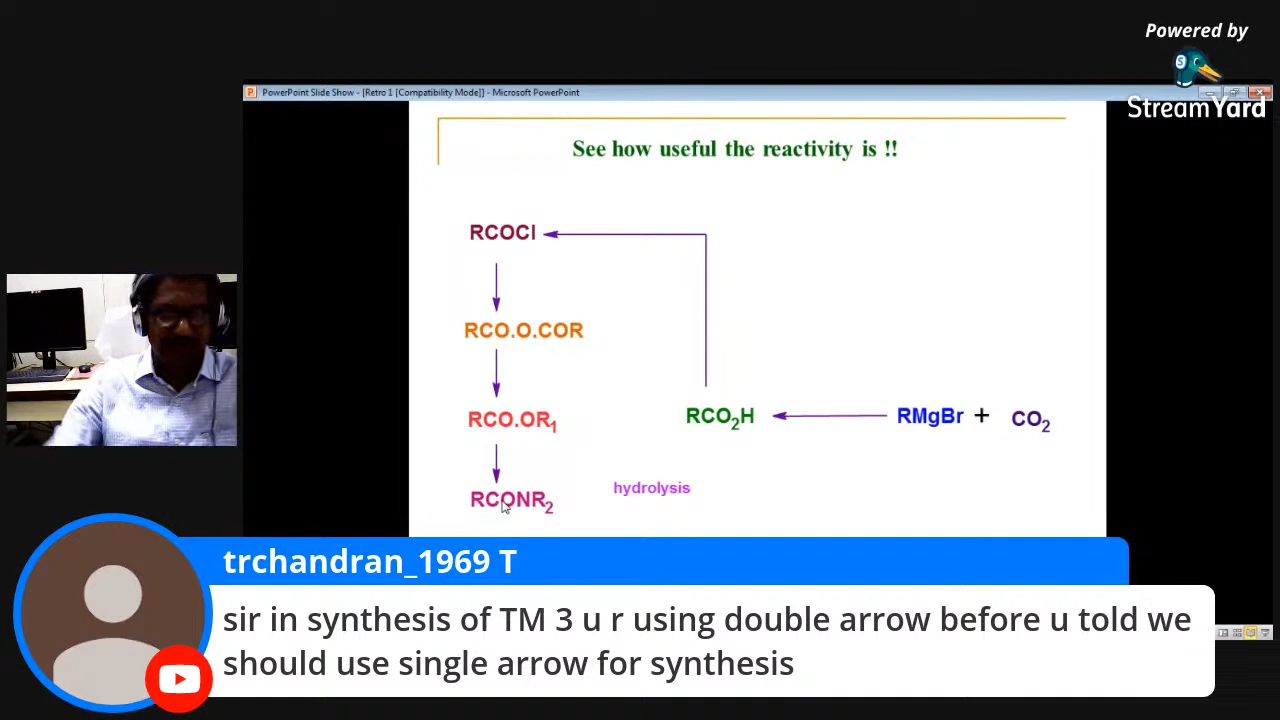 Powered by
StreamYard
PowerPoint Slide Show - [Retro 1 [Compatibility Mode]] - Microsoft PowerPoint
See how useful the reactivity is !!
RCOCl
RCO.O.COR
RCO.OR1
RCO2H
RMgBr + CO2
hydrolysis
RCONR2
trchandran_1969 T
sir in synthesis of TM 3 u r using double arrow before u told we
should use single arrow for synthesis